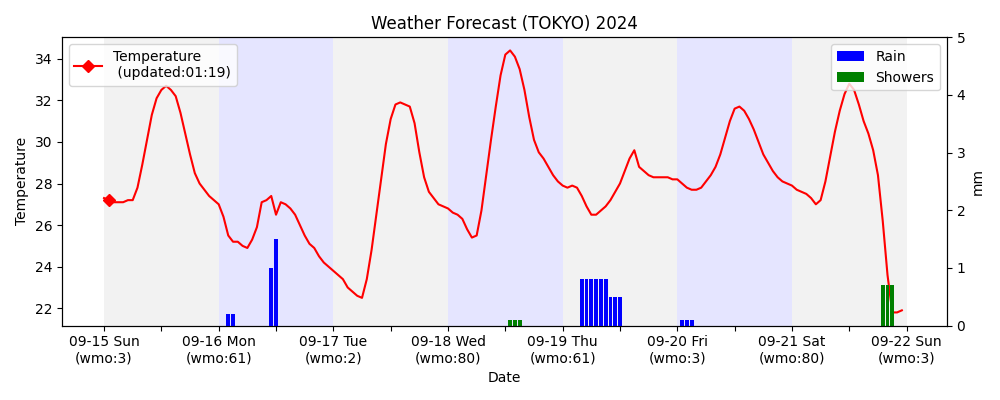 Weather Forecast (TOKYO) 2024
Temperature
(updated:01:19)
Rain
Showers
Temperature
34
32
30
28
26
24
22
5
4
3
2
1
0
mm
09-15 Sun
(wmo:3)
09-16 Mon
(wmo:61)
09-17 Tue
(wmo:2)
09-18 Wed
(wmo:80)
09-19 Thu
(wmo:61)
09-20 Fri
(wmo:3)
09-21 Sat
(wmo:80)
09-22 Sun
(wmo:3)
Date